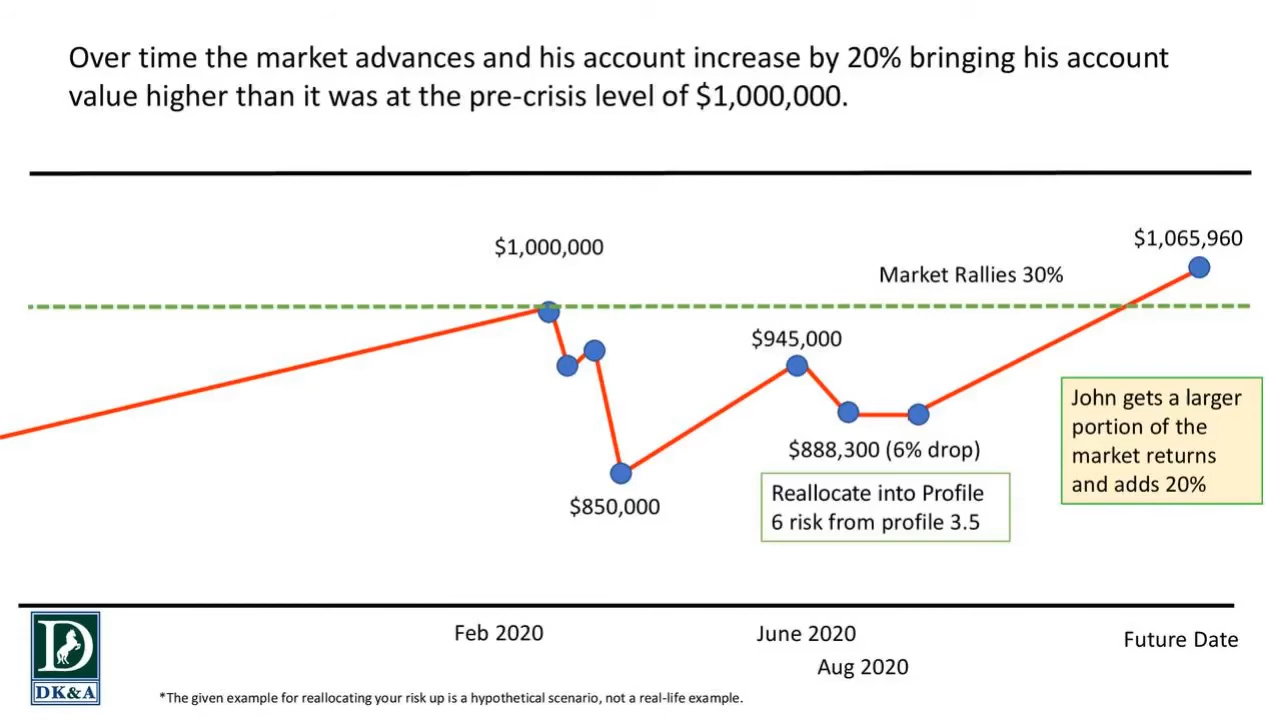 Over time the market advances and his account increase by 20% bringing his account
value higher than it was at the pre-crisis level of $1,000,000.
$1,000,000
$1,065,960
Market Rallies 30%
$945,000
John gets a larger
portion of the
market returns
and adds 20%
$888,300 (6% drop)
Reallocate into Profile
6 risk from profile 3.5
$850,000
Feb 2020
June 2020
Future Date
Aug 2020
D
DK&A
*The given example for reallocating your risk up is a hypothetical scenario, not a real-life example.